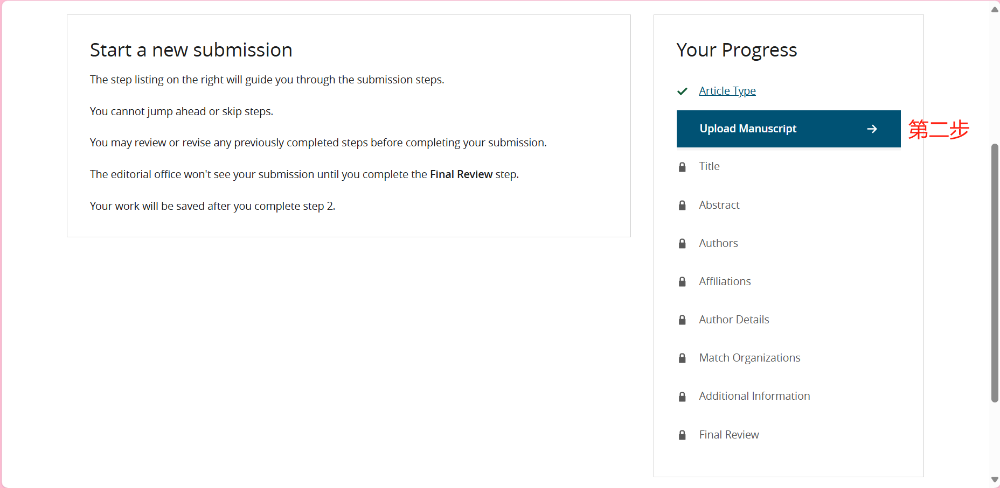 Start a new submission
The step listing on the right will guide you through the submission steps.
You cannot jump ahead or skip steps.
You may review or revise any previously completed steps before completing your submission.
The editorial office won't see your submission until you complete the Final Review step.
Your work will be saved after you complete step 2.
Your Progress
Article Type
Upload Manuscript
第二步
Title
Abstract
Authors
Affiliations
Author Details
Match Organizations
Additional Information
Final Review